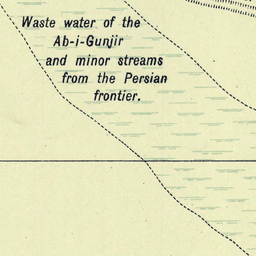 Waste water of the
Ab-i-Gunjir
and minor streams
from the Persian
frontier.